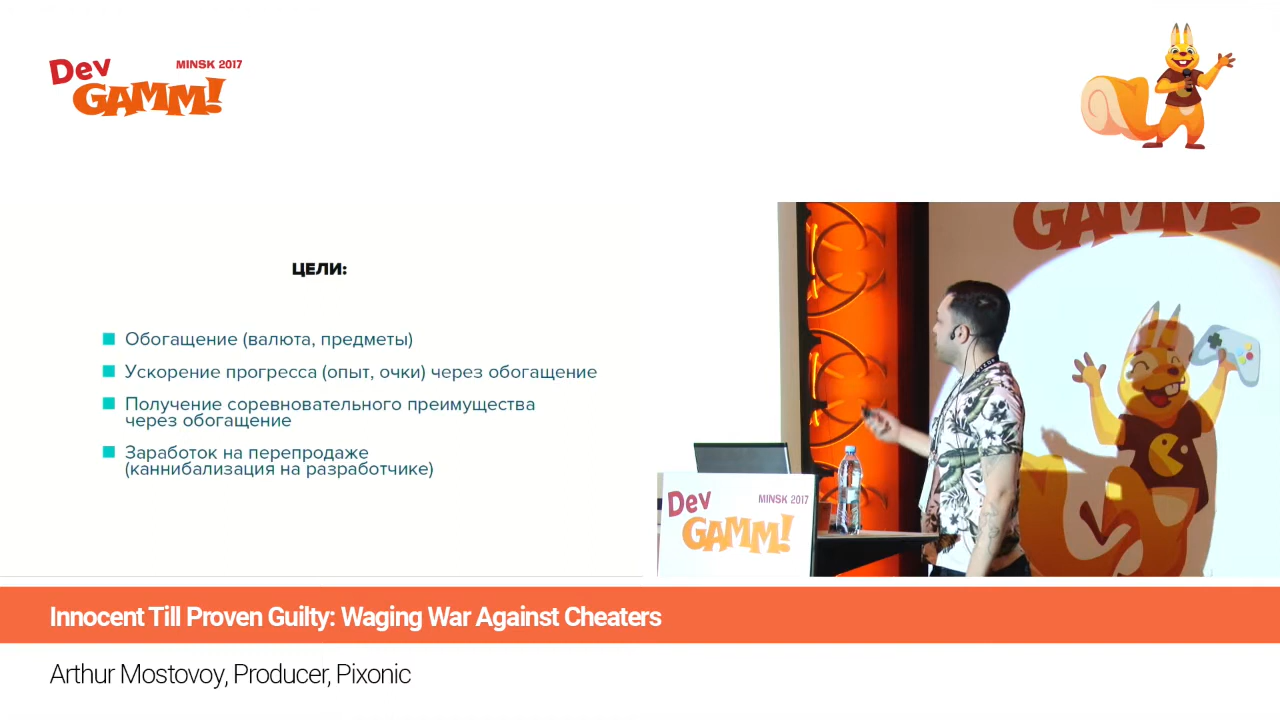 Dev
MINSK 2017
GAMM!
ЦЕЛИ:
Обогащение (валюта, предметы)
Ускорение прогресса (опыт, очки) через обогащение
Получение соревновательного преимущества
через обогащение
Заработок на перепродаже
(каннибализация на разработчике)
GAMM!
Dev
MINSK 2017
GAMM!
Innocent Till Proven Guilty: Waging War Against Cheaters
Arthur Mostovoy, Producer, Pixonic